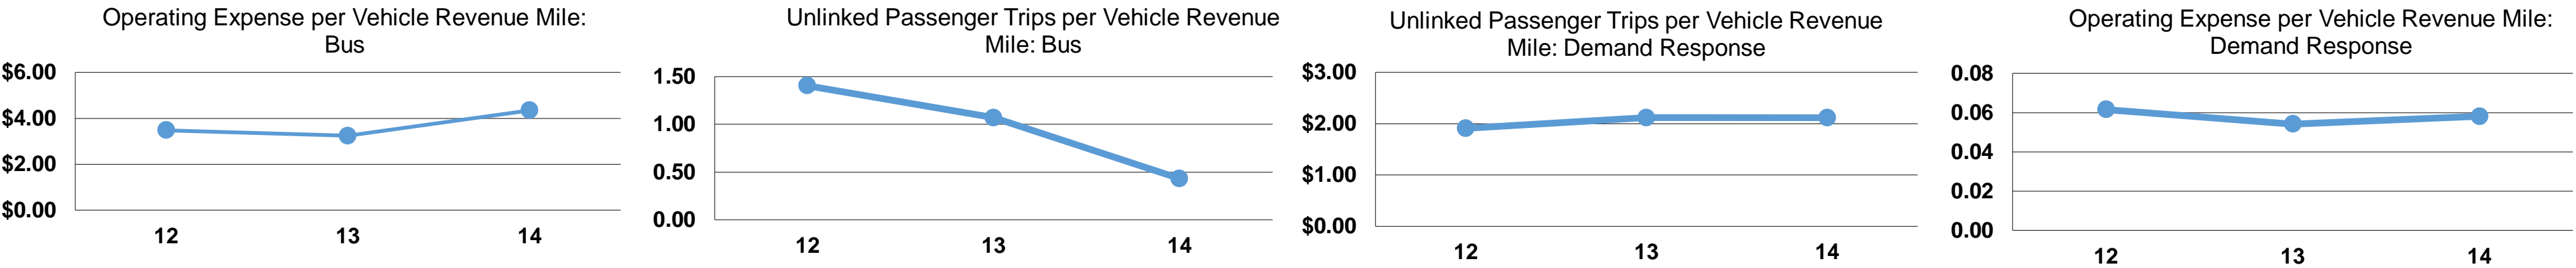 Operating Expense per Vehicle Revenue Mile:
Bus
$6.00
$4.00
$2.00
$0.00
12 13 14
Unlinked Passenger Trips per Vehicle Revenue
Mile: Bus
1.50
1.00
0.50
0.00
12 13 14
Unlinked Passenger Trips per Vehicle Revenue
Mile: Demand Response
$3.00
$2.00
$1.00
$0.00
12 13 14
Operating Expense per Vehicle Revenue Mile:
Demand Response
0.08
0.06
0.04
0.02
0.00
12 13 14